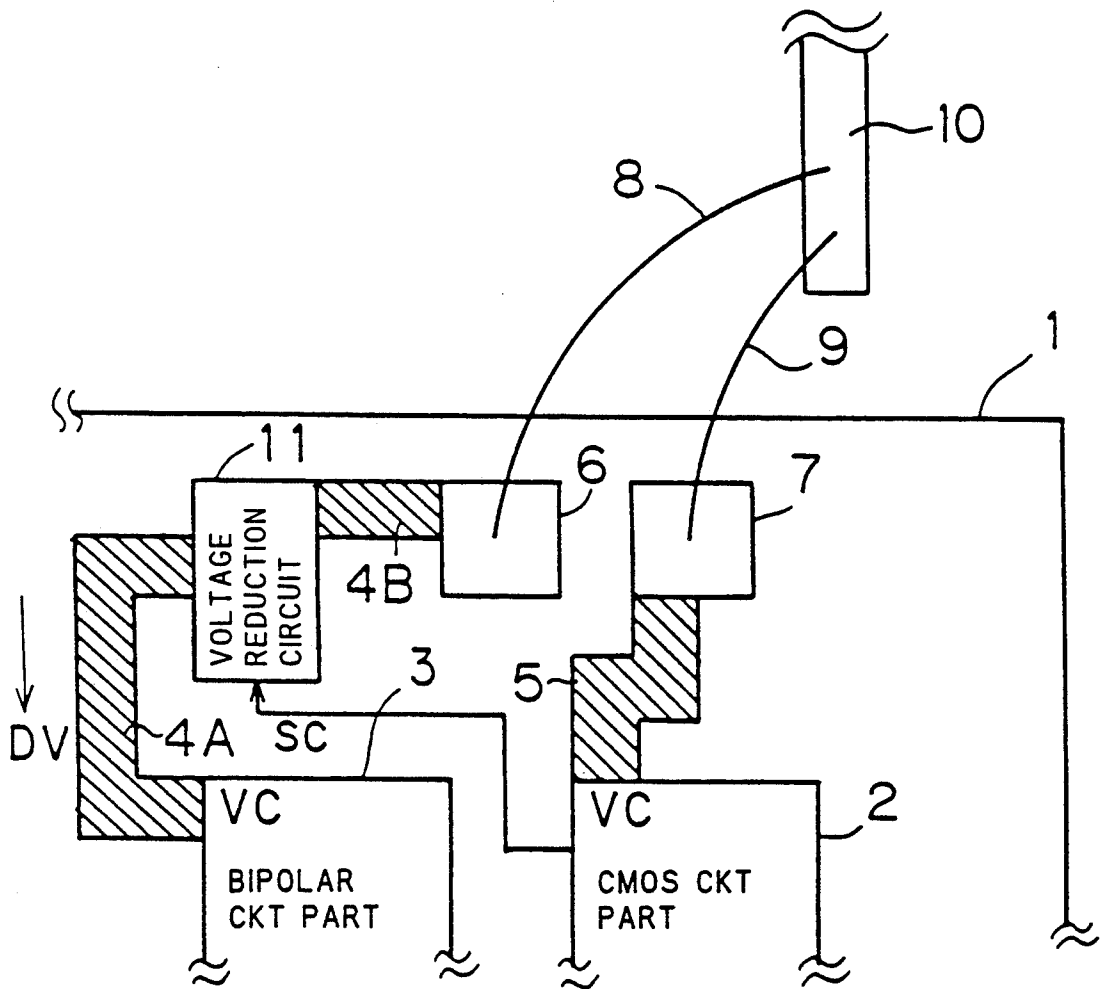 10
8
9
1
11
6
7
VOLTAGE
REDUCTION
CIRCUIT
4B
5
3
DV
4A
SC
VC
VC
2
BIPOLAR
CKT PART
CMOS CKT
PART